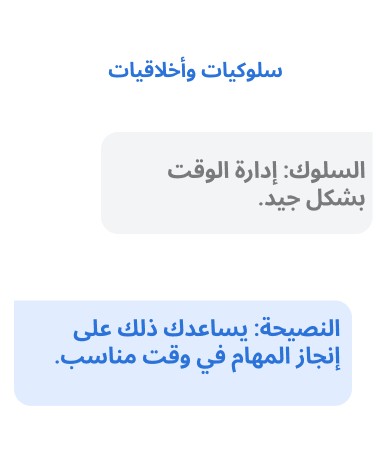 سلوكيات وأخلاقيات
السلوك: إدارة الوقت
بشكل جيد.
النصيحة: يساعدك ذلك على
إنجاز المهام في وقت مناسب.